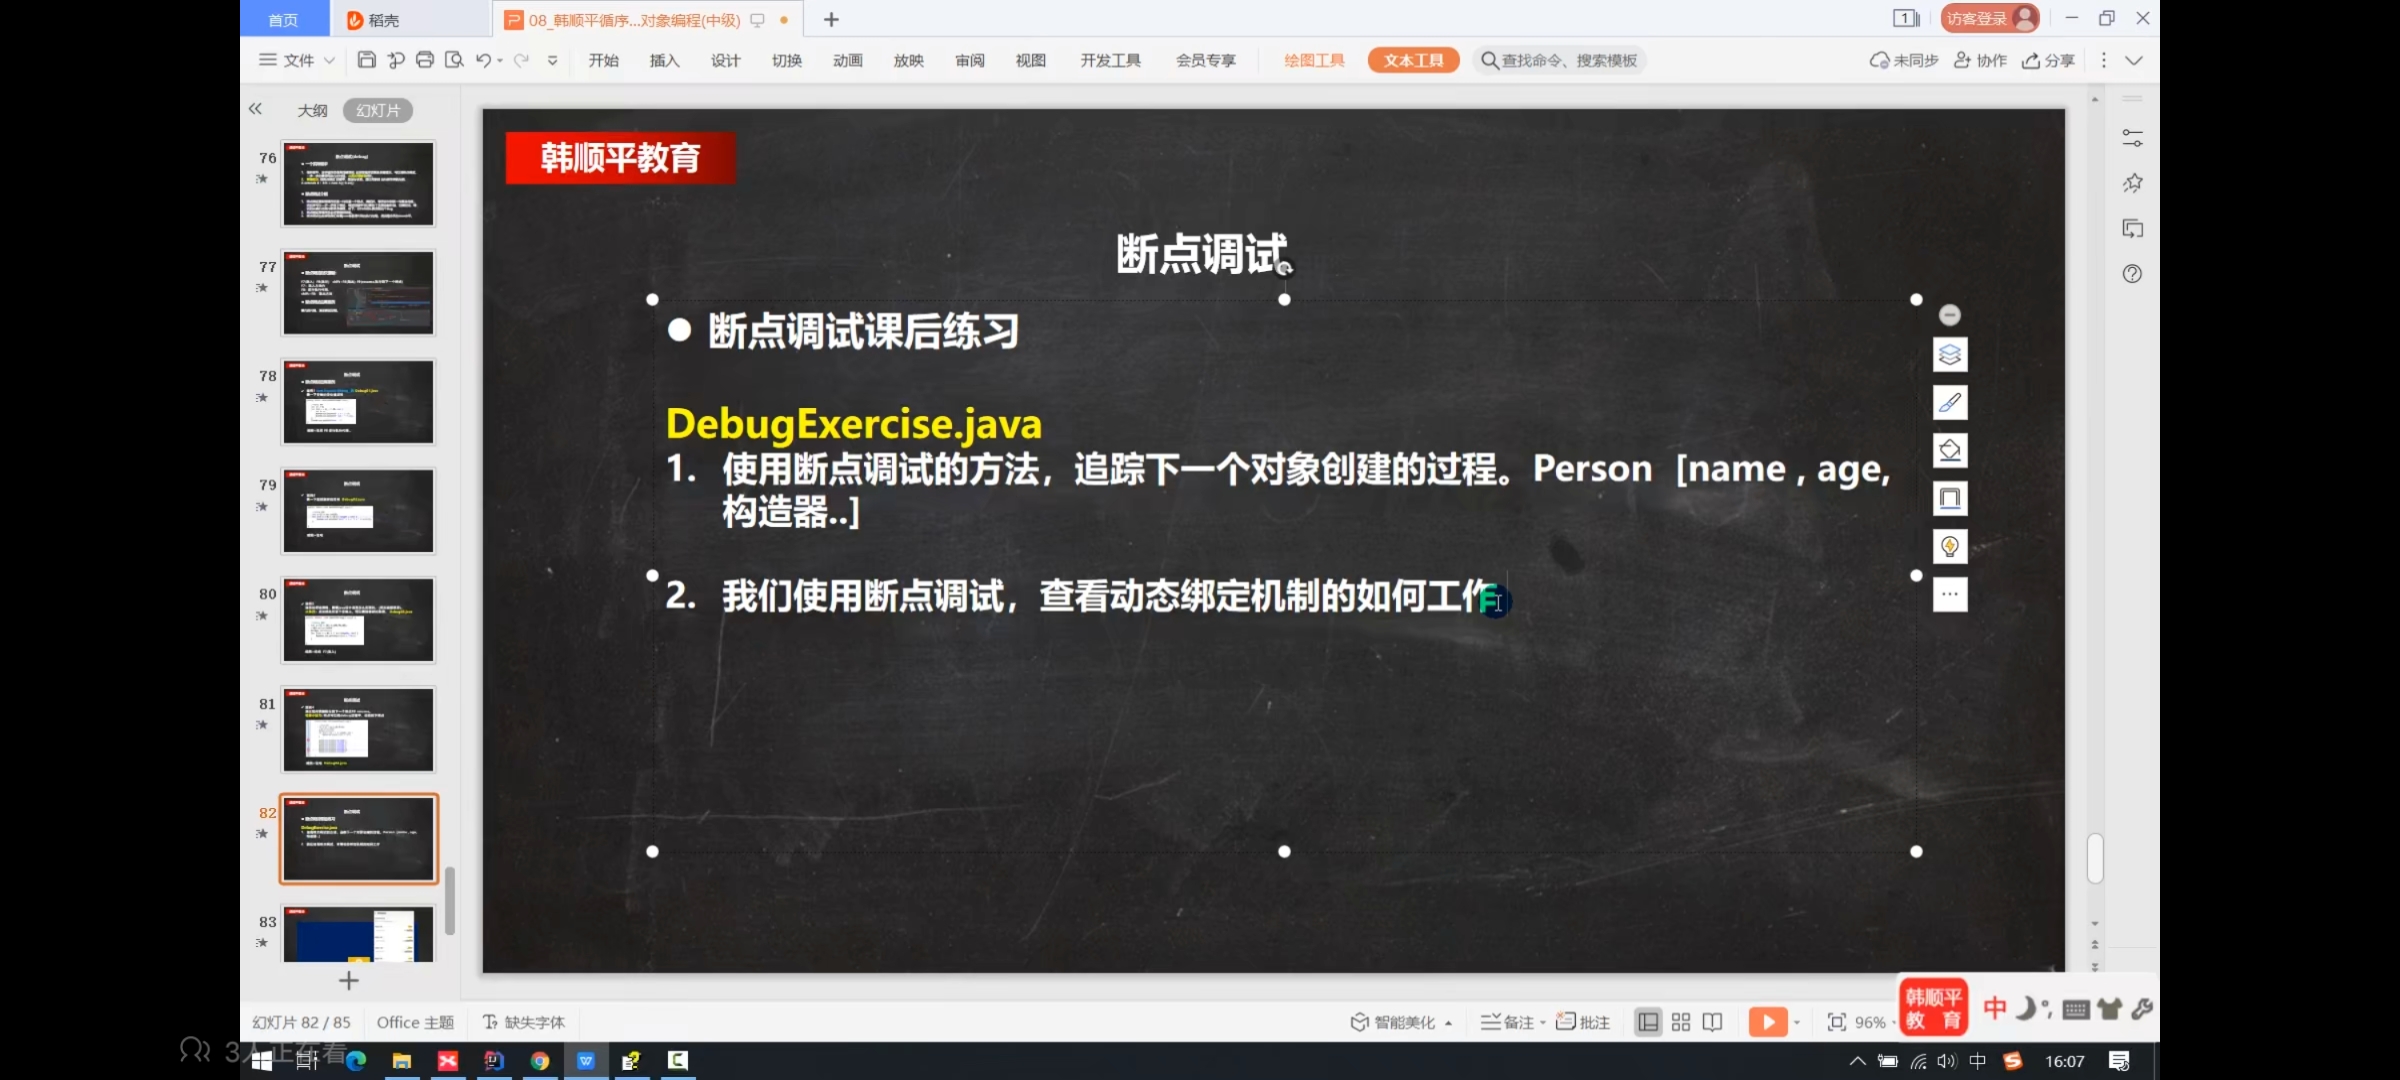 首页
稻壳
08_韩顺平循序...对象编程(中级)
访客登录
文件
开始
插入
设计
切换
动画
放映
审阅
视图
开发工具
会员专享
绘图工具
文本工具
查找命令、搜索模板
未同步
协作
分享
大纲
幻灯片
76
77
78
79
80
81
82
83
韩顺平教育
断点调试
● 断点调试课后练习
DebugExercise.java
1. 使用断点调试的方法，追踪下一个对象创建的过程。Person [name , age,
构造器..]
2. 我们使用断点调试，查看动态绑定机制的如何工作
幻灯片 82 / 85
Office 主题
缺失字体
智能美化
备注
批注
96%
韩顺平
教 育
中
3人正在看
中
16:07